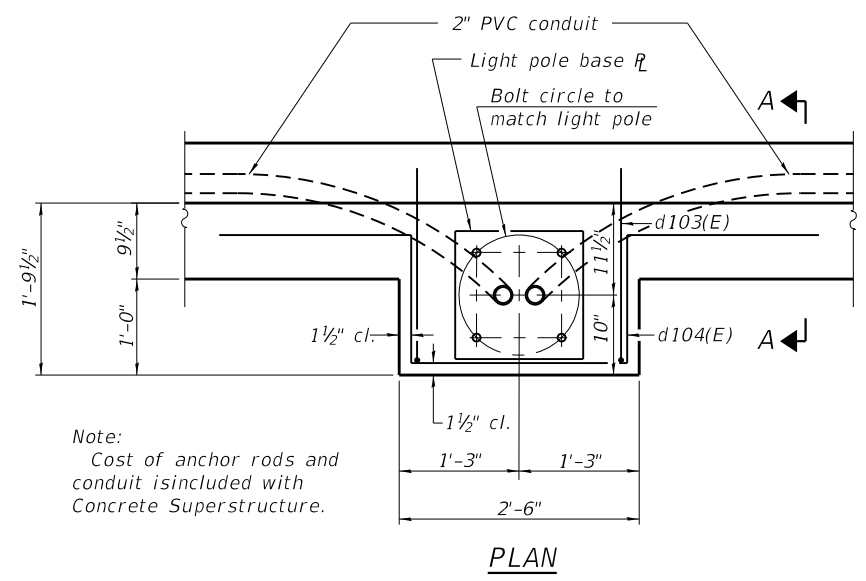 2" PVC conduit
Light pole base ℄
Bolt circle to
match light pole
A
d103(E)
9½"
11½"
1'-9½"
1'-0"
10"
1½" cl.
d104(E)
A
1½" cl.
Note:
Cost of anchor rods and
conduit isincluded with
Concrete Superstructure.
1'-3"
1'-3"
2'-6"
PLAN